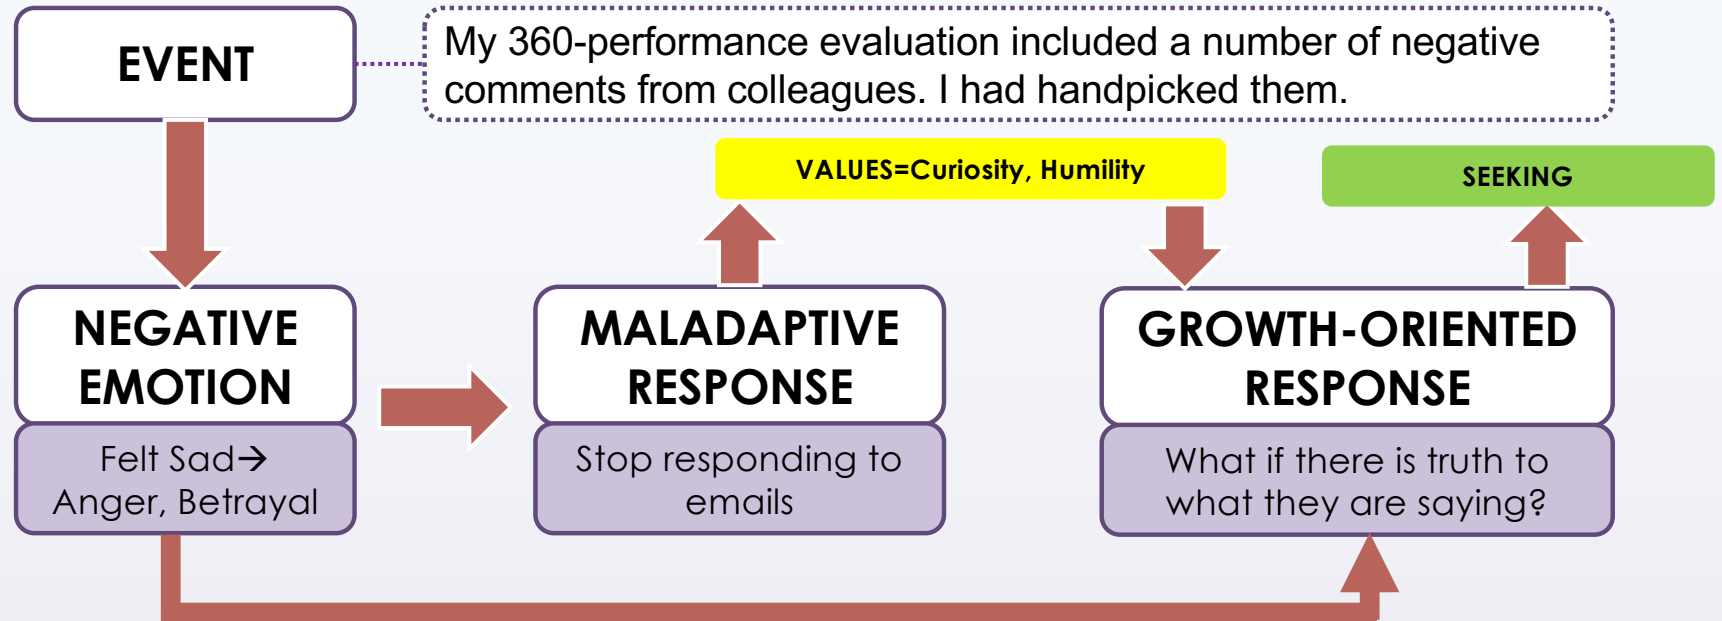 EVENT
My 360-performance evaluation included a number of negative
comments from colleagues. I had handpicked them.
VALUES=Curiosity, Humility
SEEKING
NEGATIVE
EMOTION
Felt Sad→
Anger, Betrayal
MALADAPTIVE
RESPONSE
Stop responding to
emails
GROWTH-ORIENTED
RESPONSE
What if there is truth to
what they are saying?